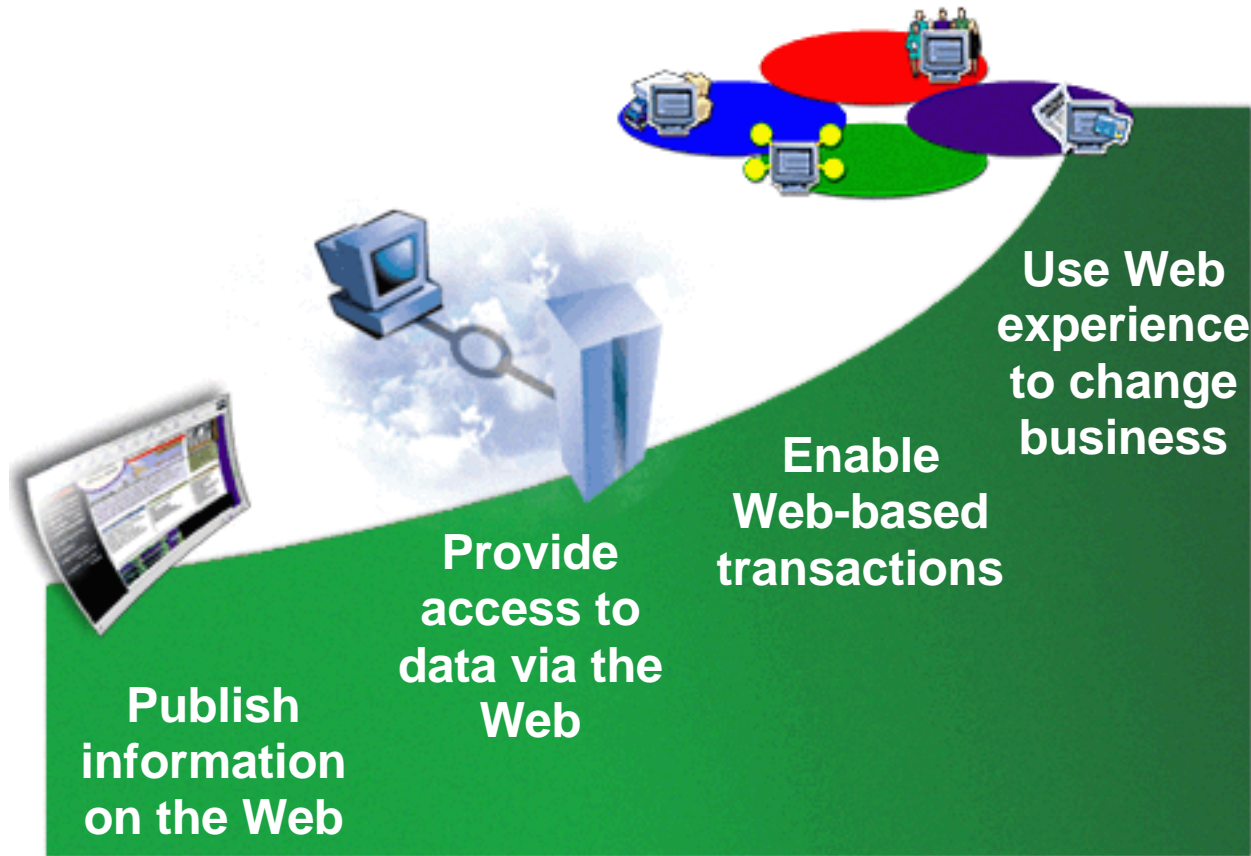 Publish
information
on the Web
Provide
access to
data via the
Web
Enable
Web-based
transactions
Use Web
experience
to change
business